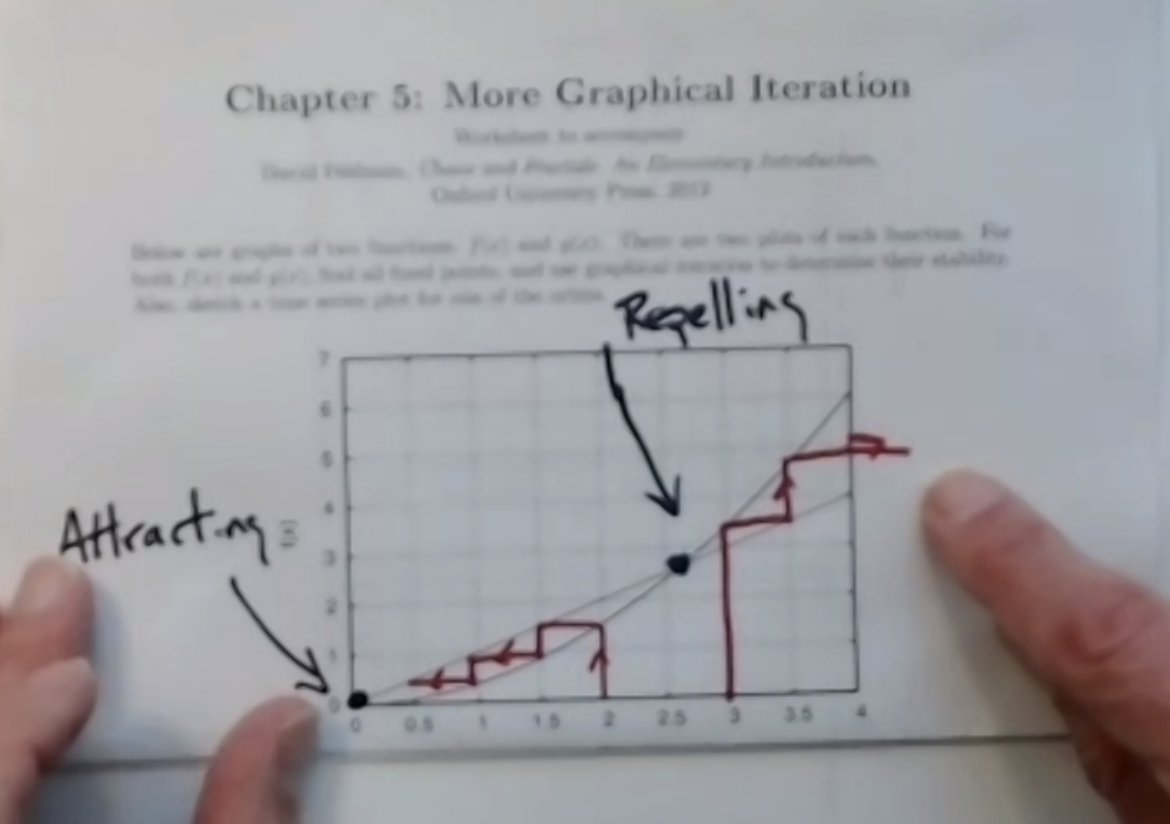 Chapter 5: More Graphical Iteration
Worksheet to accompany
David Feldman, Chaos and Fractals: An Elementary Introduction,
Oxford University Press, 2012
Below are graphs of two functions, f(x) and g(x). There are two plots of each function. For
both f(x) and g(x), find all fixed points, and use graphical iteration to determine their stability.
Also, sketch a time series plot for one of the orbits.
Repelling
7
6
5
Attracting
4
3
2
1
0
0 0.5 1 1.5 2 2.5 3 3.5 4